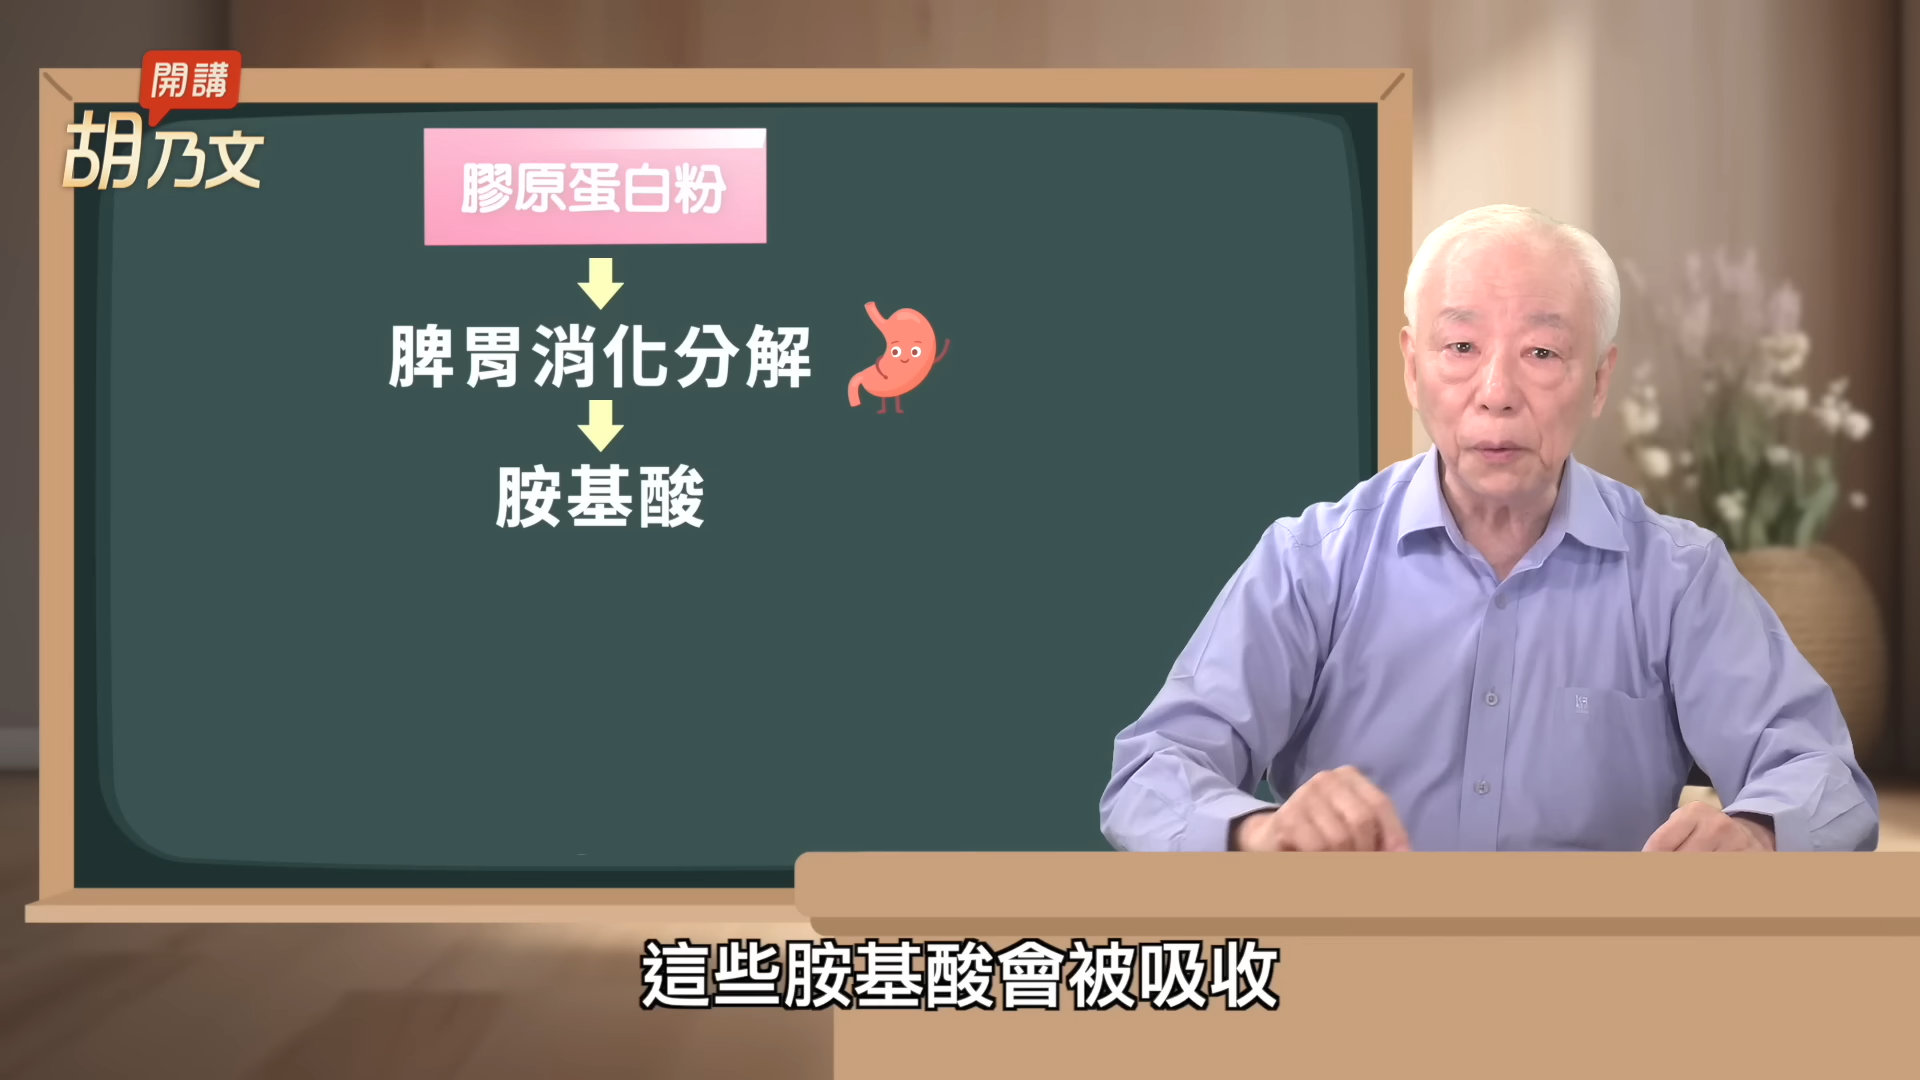 開講
胡乃文
膠原蛋白粉
脾胃消化分解
胺基酸
這些胺基酸會被吸收